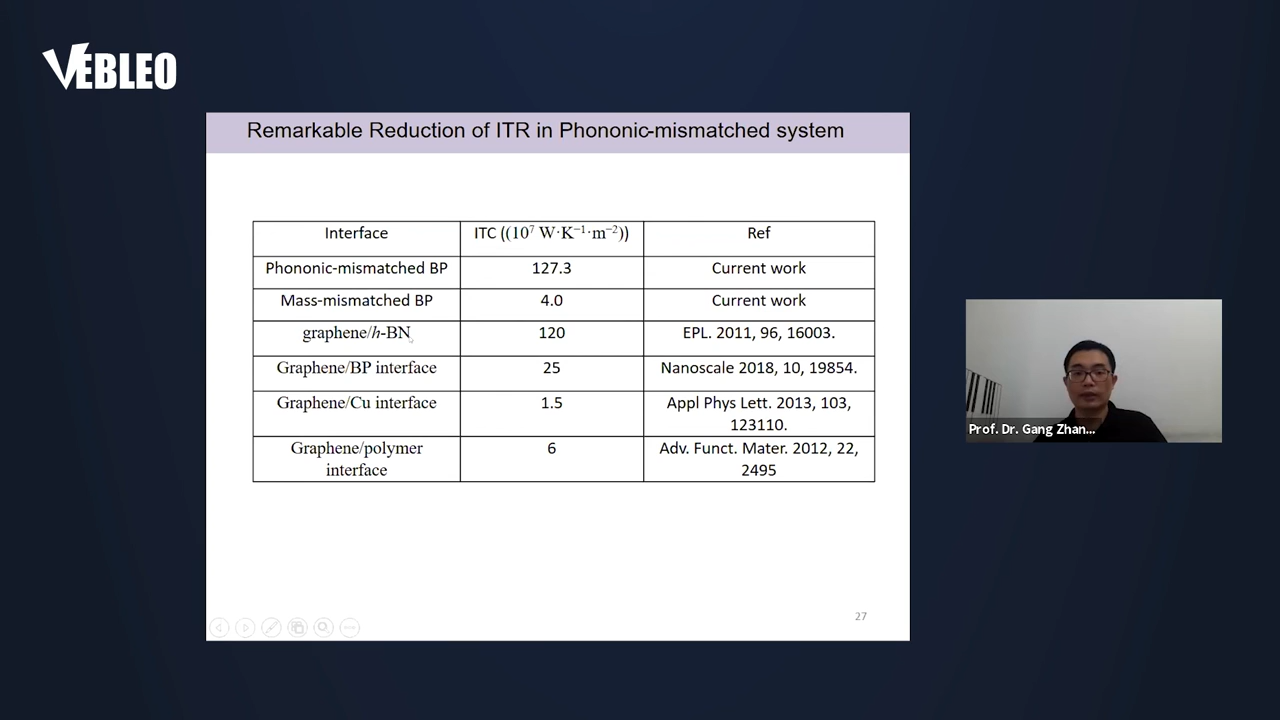 VEBLEO
Remarkable Reduction of ITR in Phononic-mismatched system
Interface ITC ((10⁷ W·K⁻¹·m⁻²)) Ref
Phononic-mismatched BP 127.3 Current work
Mass-mismatched BP 4.0 Current work
graphene/h-BN 120 EPL. 2011, 96, 16003.
Graphene/BP interface 25 Nanoscale 2018, 10, 19854.
Graphene/Cu interface 1.5 Appl Phys Lett. 2013, 103,
123110.
Graphene/polymer 6 Adv. Funct. Mater. 2012, 22,
interface 2495
27
Prof. Dr. Gang Zhan...